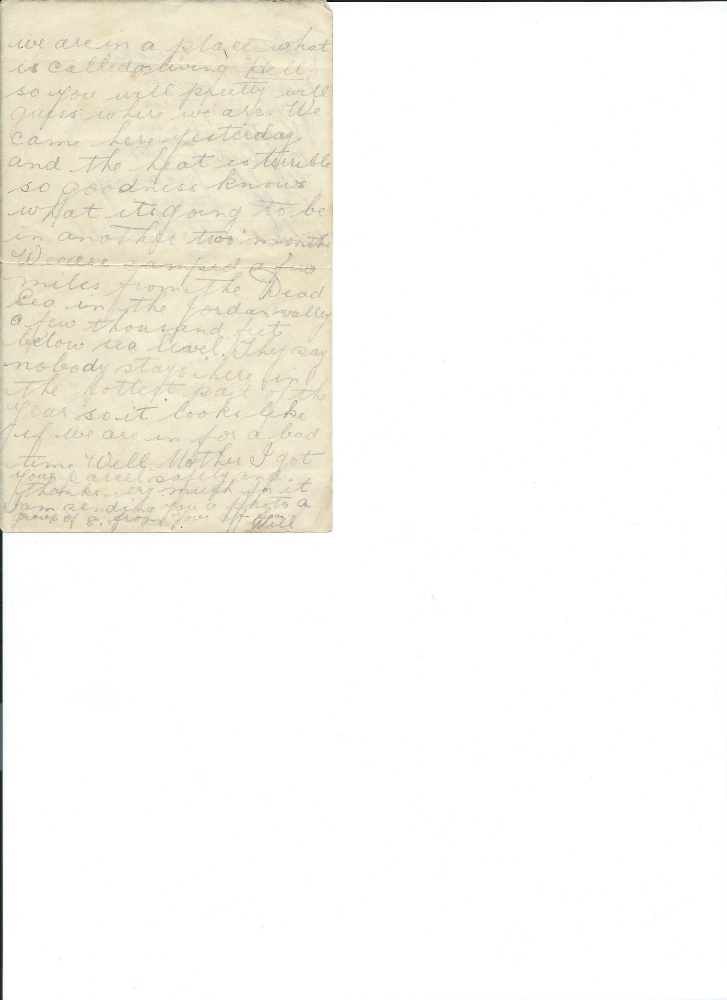 we are in a place what
is called a living "Hell:
so you will pretty will
guess where we are. We
came here yesterday
and the heat is terrible
so goodness knows
what its going to be
in another two months
We are camped a few
miles from the Dead
Sea in the Jordan valley
a few thousand feet
below sea level. They say
nobody stays here in
the hottest part of the
year so it looks like
if we are in for a bad
time Well Mother I got
your parcel safely and
thanks very much for it
I am sending you a photo a
group of 8. from your aff Son
Will